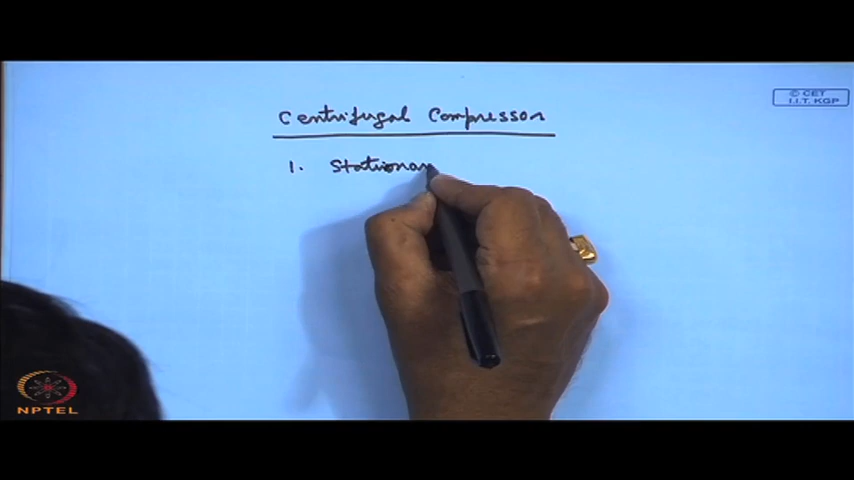 © CET
I.I.T. KGP
Centrifugal Compressor
1. Stationar
NPTEL